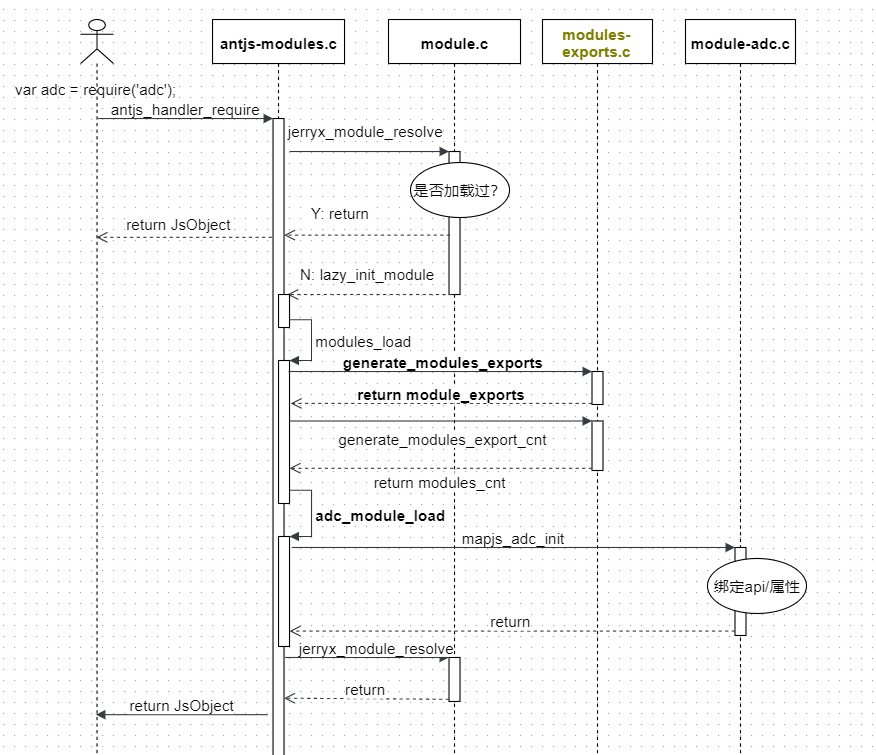 antjs-modules.c
module.c
modules-
exports.c
module-adc.c
var adc = require('adc');
antjs_handler_require
jerryx_module_resolve
是否加载过?
Y: return
return JsObject
N: lazy_init_module
modules_load
generate_modules_exports
return module_exports
generate_modules_export_cnt
return modules_cnt
adc_module_load
mapjs_adc_init
绑定api/属性
return
jerryx_module_resolve
return
return JsObject